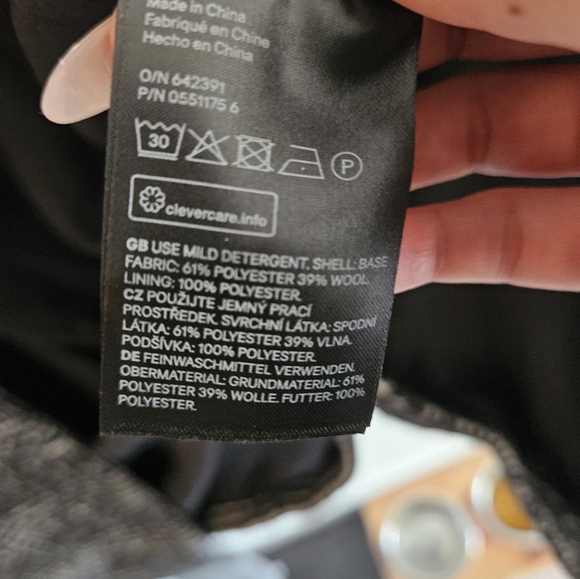 Made in China
Fabriqué en Chine
Hecho en China
O/N 642391
P/N 0551175 6
30
P
clevercare.info
GB USE MILD DETERGENT. SHELL: BASE
FABRIC: 61% POLYESTER 39% WOOL.
LINING: 100% POLYESTER.
CZ POUŽIJTE JEMNÝ PRACÍ
PROSTŘEDEK. SVRCHNÍ LÁTKA: SPODNÍ
LÁTKA: 61% POLYESTER 39% VLNA.
PODŠÍVKA: 100% POLYESTER.
DE FEINWASCHMITTEL VERWENDEN.
OBERMATERIAL: GRUNDMATERIAL: 61%
POLYESTER 39% WOLLE. FUTTER: 100%
POLYESTER.